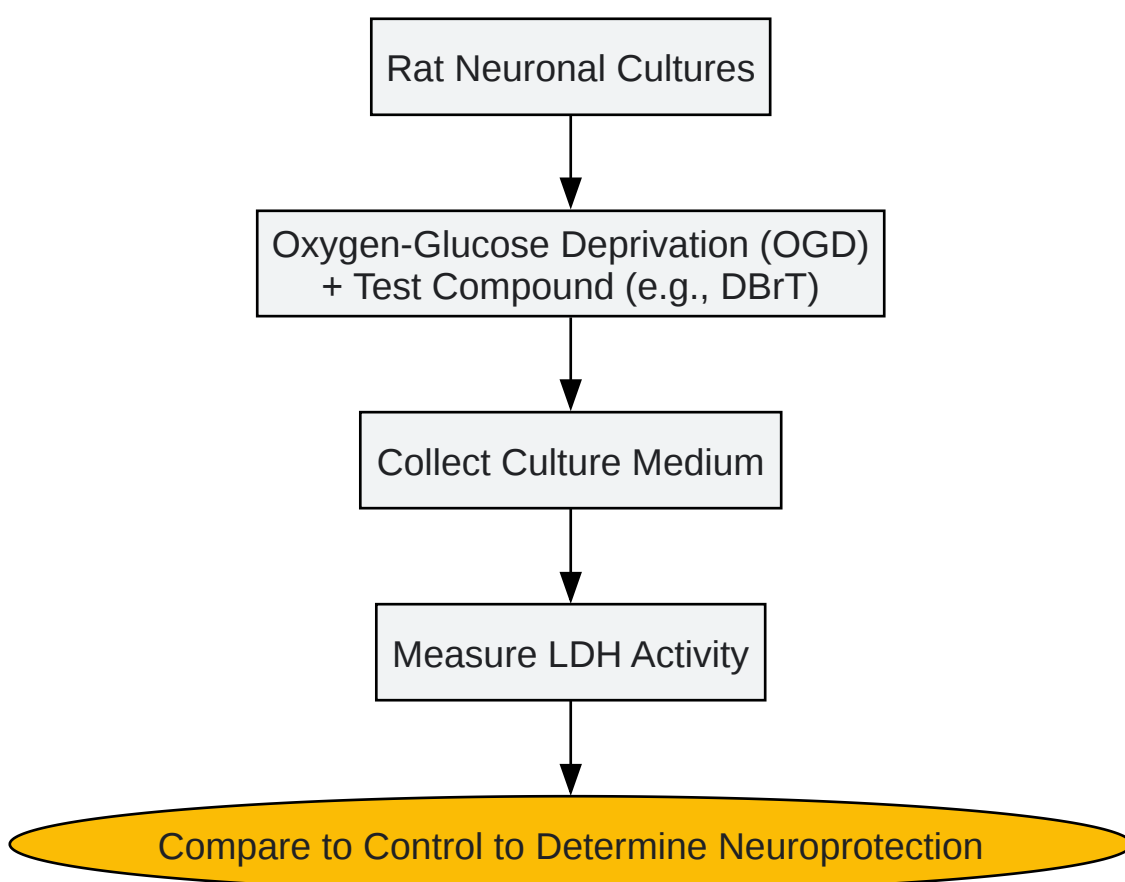 Rat Neuronal Cultures
Oxygen-Glucose Deprivation (OGD)
+ Test Compound (e.g., DBrT)
Collect Culture Medium
Measure LDH Activity
Compare to Control to Determine Neuroprotection